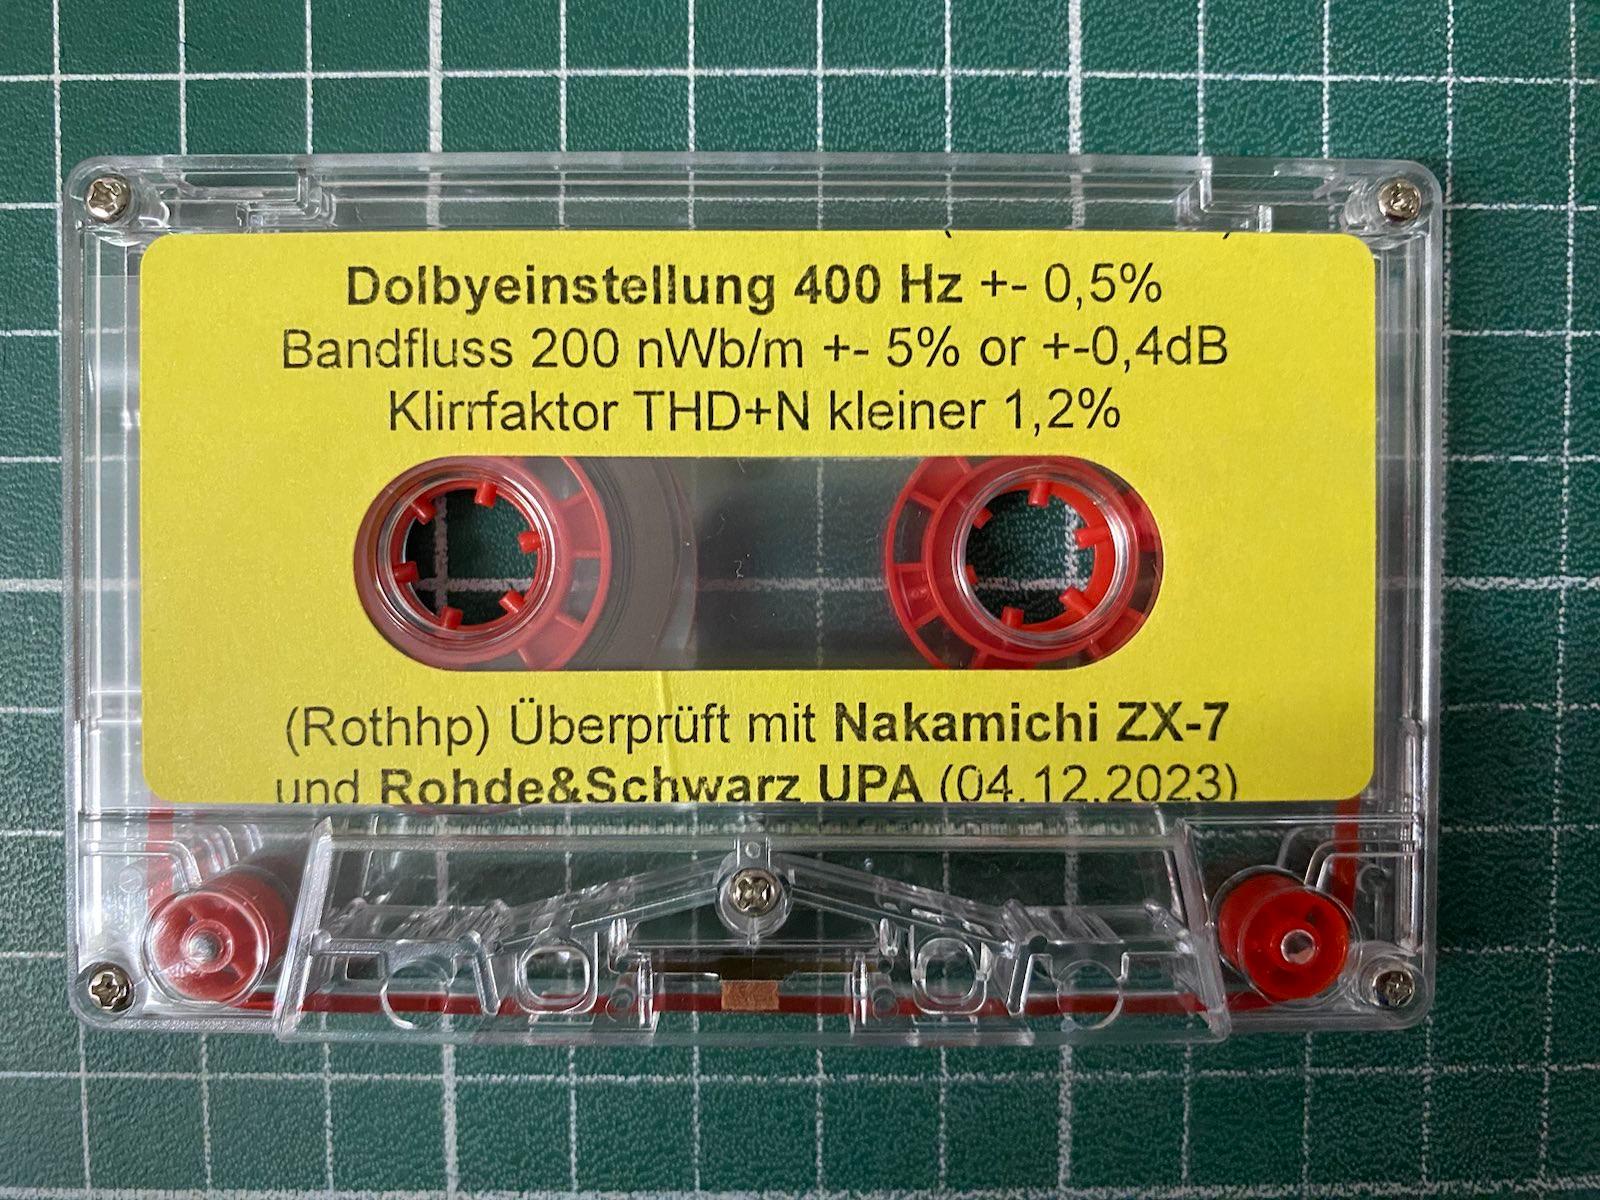 Dolbyeinstellung 400 Hz +- 0,5%
Bandfluss 200 nWb/m +- 5% or +-0,4dB
Klirrfaktor THD+N kleiner 1,2%
(Rothhp) Überprüft mit Nakamichi ZX-7
und Rohde&Schwarz UPA (04.12.2023)